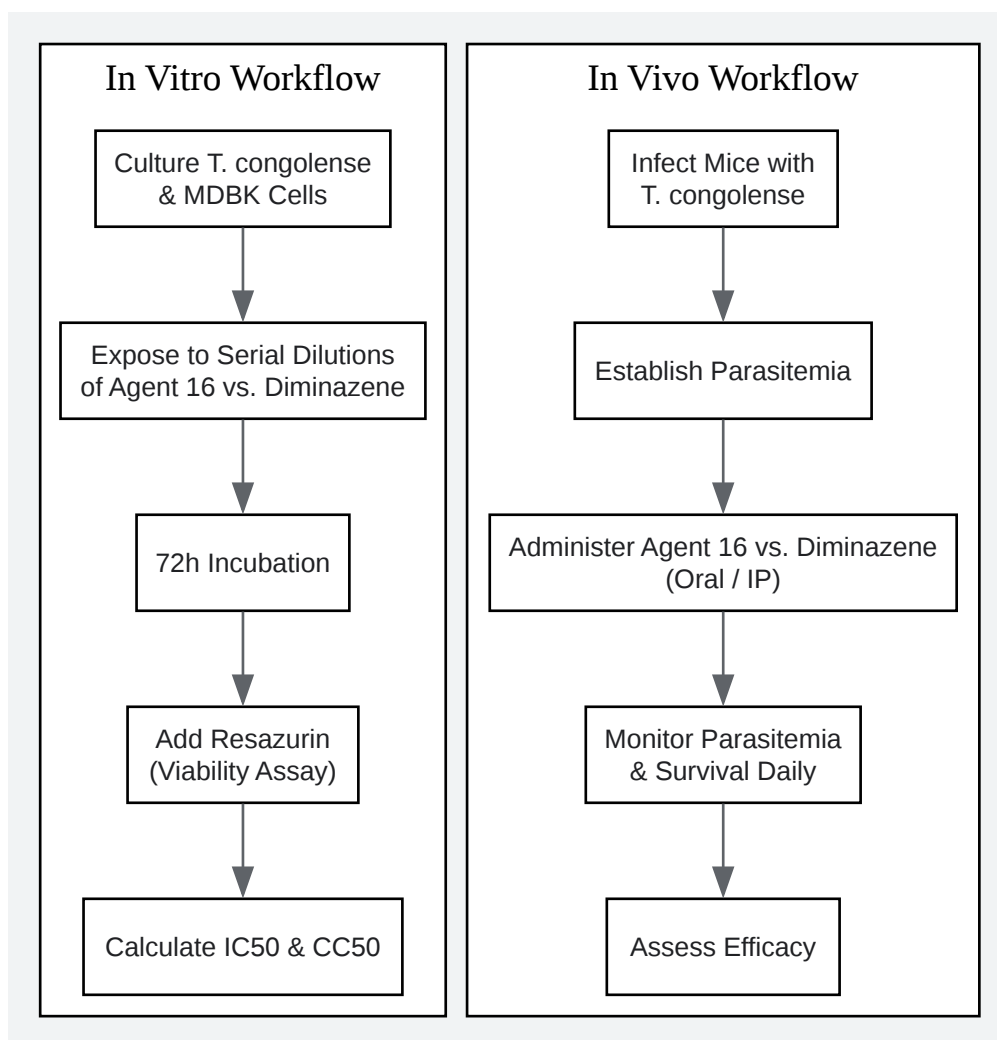 In Vitro Workflow
Culture T. congolense
& MDBK Cells
Expose to Serial Dilutions
of Agent 16 vs. Diminazene
72h Incubation
Add Resazurin
(Viability Assay)
Calculate IC50 & CC50
In Vivo Workflow
Infect Mice with
T. congolense
Establish Parasitemia
Administer Agent 16 vs. Diminazene
(Oral / IP)
Monitor Parasitemia
& Survival Daily
Assess Efficacy